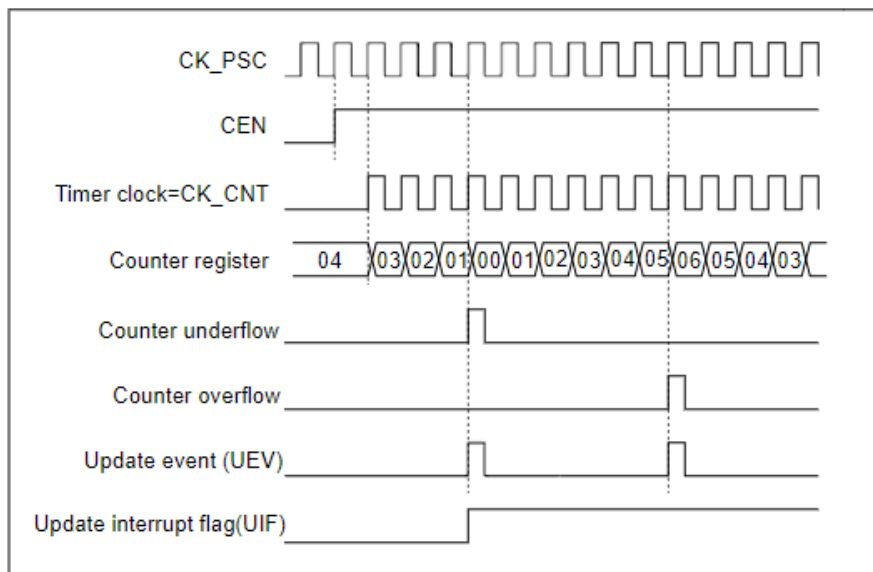 CK_PSC
CEN
Timer clock=CK_CNT
Counter register 04 03 02 01 00 01 02 03 04 05 06 05 04 03
Counter underflow
Counter overflow
Update event (UEV)
Update interrupt flag(UIF)